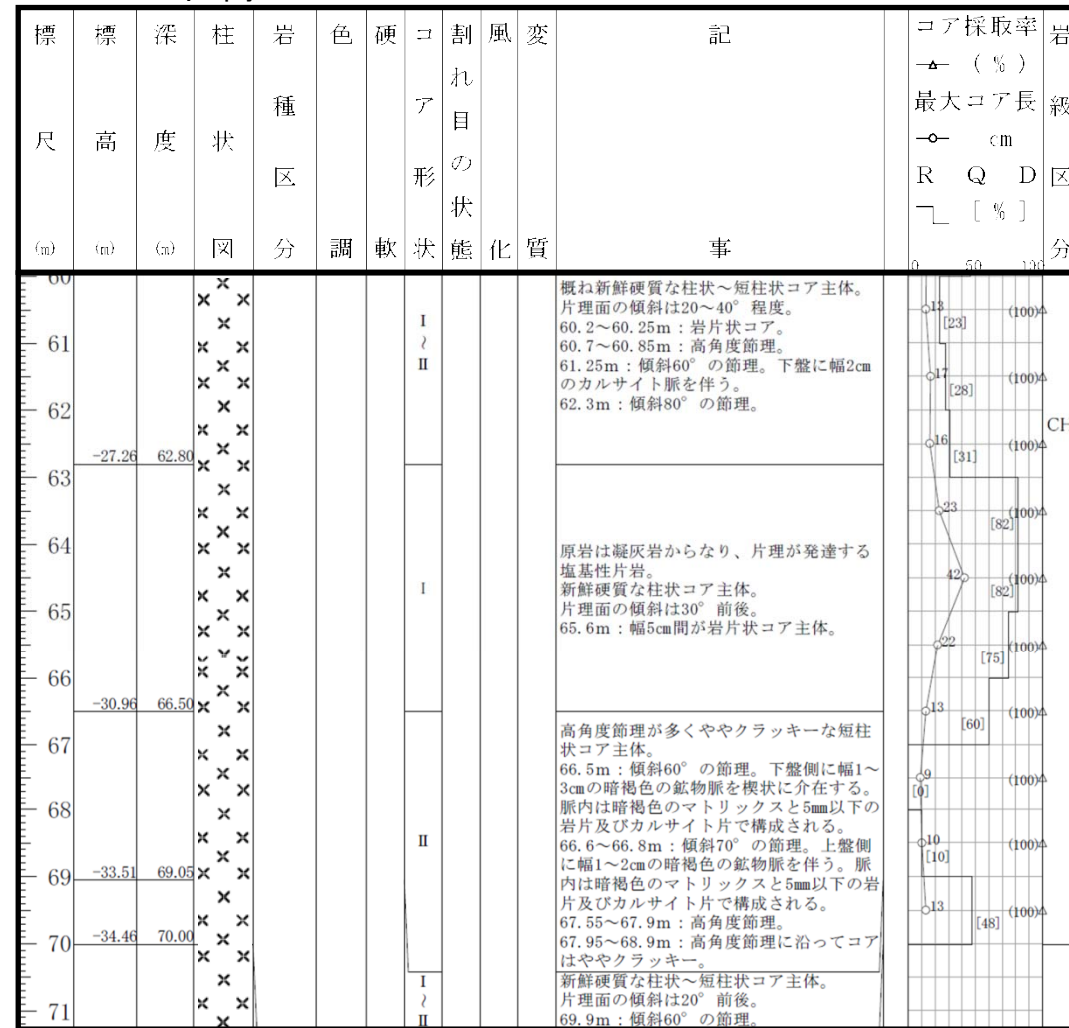 標尺(m)
標高(m)
深度(m)
柱状図
岩種区分
色調
硬軟
コア形状
割れ目の状態
風化
変質
記事
コア採取率
( % )
最大コア長
cm
R Q D
[ % ]
0 50 100
岩級区分
60
61
62
63
64
65
66
67
68
69
70
71
-27.26 62.80
-30.96 66.50
-33.51 69.05
-34.46 70.00
I
~
II
I
II
I
~
II
概ね新鮮硬質な柱状~短柱状コア主体。
片理面の傾斜は20~40° 程度。
60.2~60.25m:岩片状コア。
60.7~60.85m:高角度節理。
61.25m:傾斜60° の節理。下盤に幅2cm
のカルサイト脈を伴う。
62.3m:傾斜80° の節理。
原岩は凝灰岩からなり、片理が発達する
塩基性片岩。
新鮮硬質な柱状コア主体。
片理面の傾斜は30° 前後。
65.6m:幅5cm間が岩片状コア主体。
高角度節理が多くややクラッキーな短柱
状コア主体。
66.5m:傾斜60° の節理。下盤側に幅1~
3cmの暗褐色の鉱物脈を楔状に介在する。
脈内は暗褐色のマトリックスと5mm以下の
岩片及びカルサイト片で構成される。
66.6~66.8m:傾斜70° の節理。上盤側
に幅1~2cmの暗褐色の鉱物脈を伴う。脈
内は暗褐色のマトリックスと5mm以下の岩
片及びカルサイト片で構成される。
67.55~67.9m:高角度節理。
67.95~68.9m:高角度節理に沿ってコア
はややクラッキー。
新鮮硬質な柱状~短柱状コア主体。
片理面の傾斜は20° 前後。
69.9m:傾斜60° の節理。
13 (100)
[23]
17 (100)
[28]
16 (100)
[31]
23 (100)
[82]
42 (100)
[82]
22 (100)
[75]
13 (100)
[60]
9 (100)
[0]
10 (100)
[10]
13 (100)
[48]
CH